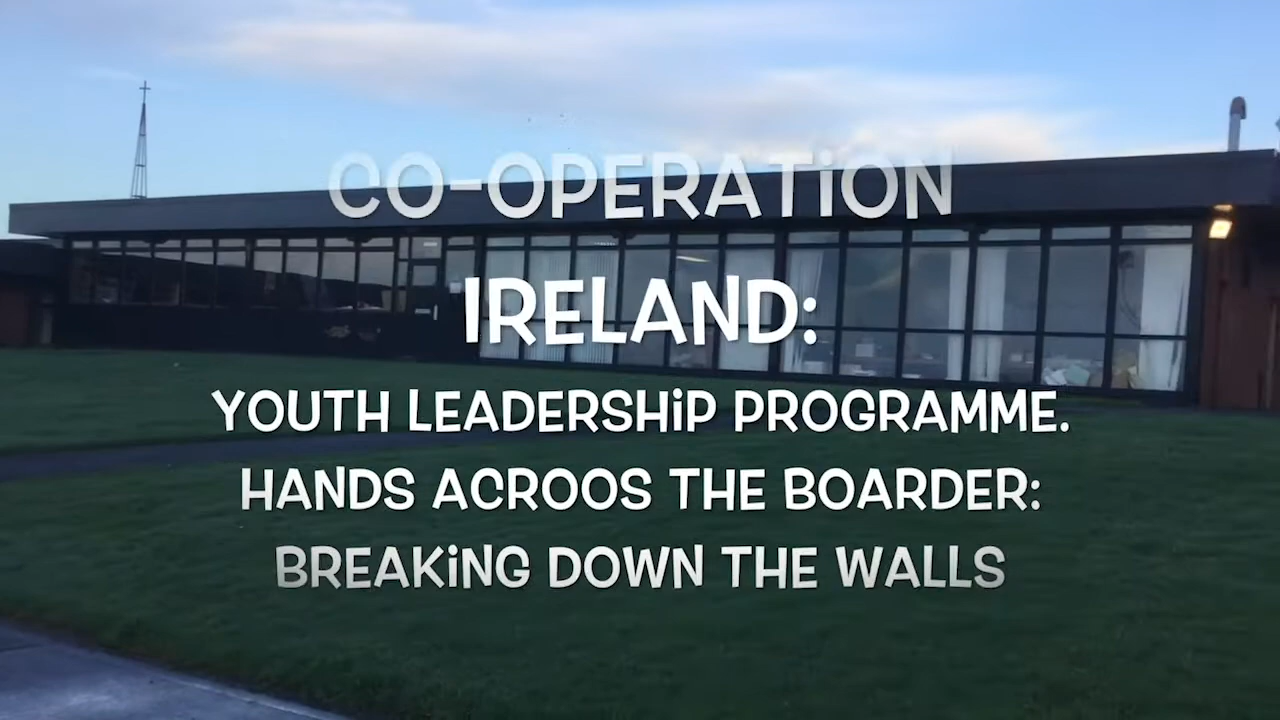 CO-OPERATiON
IRELAND:
YOUTH LEADERSHiP PROGRAMME.
HANDS ACROOS THE BOARDER:
BREAKiNG DOWN THE WALLS